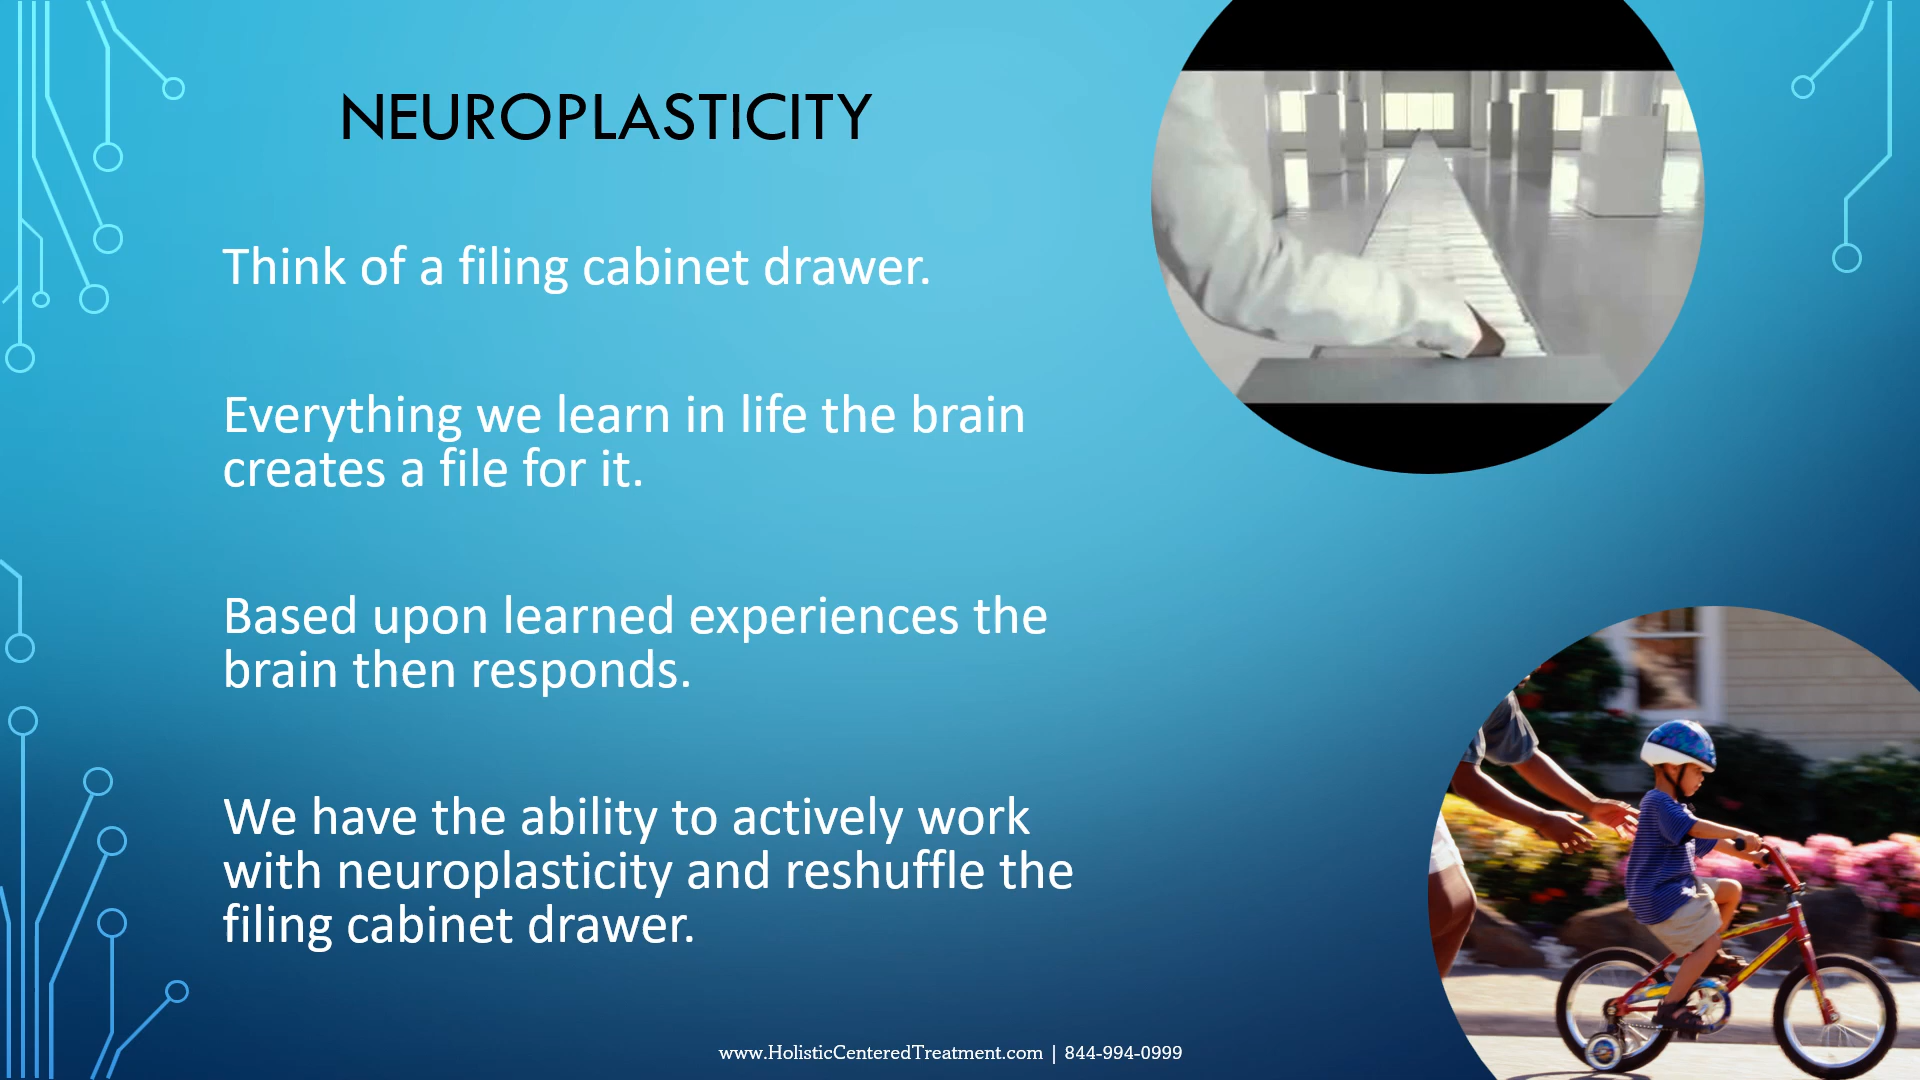 NEUROPLASTICITY
Think of a filing cabinet drawer.
Everything we learn in life the brain
creates a file for it.
Based upon learned experiences the
brain then responds.
We have the ability to actively work
with neuroplasticity and reshuffle the
filing cabinet drawer.
www.HolisticCenteredTreatment.com | 844-994-0999